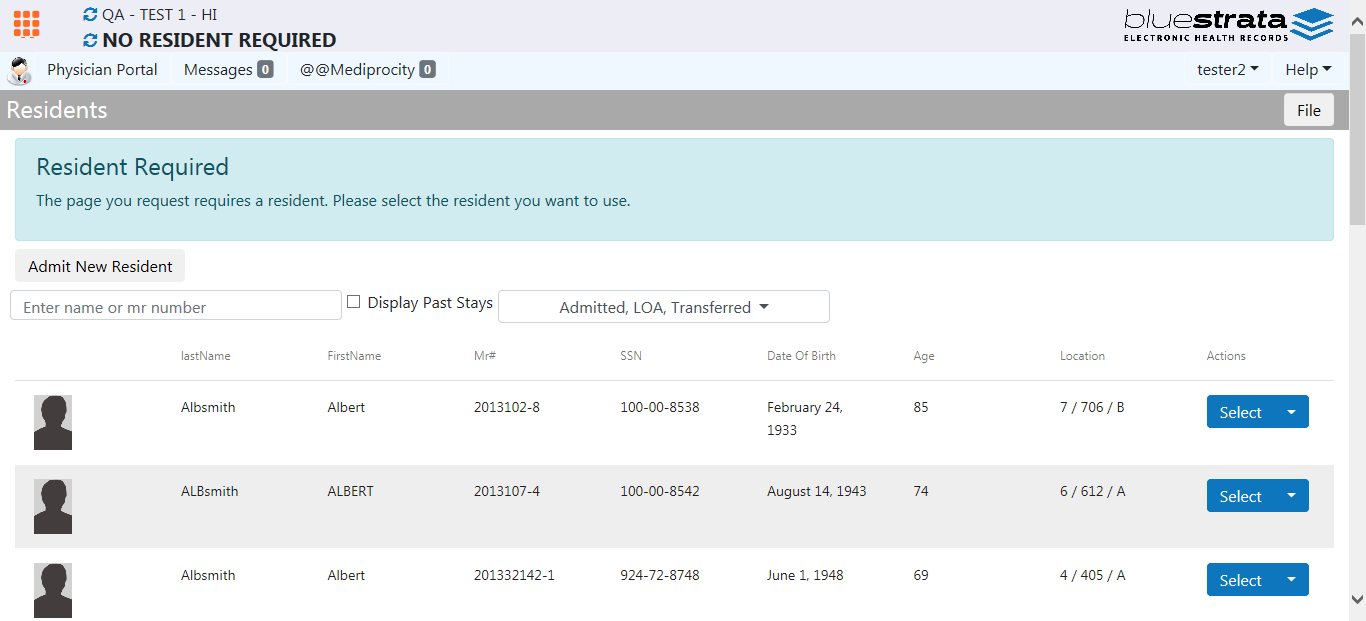 QA - TEST 1 - HI
NO RESIDENT REQUIRED
bluestrata
ELECTRONIC HEALTH RECORDS
Physician Portal Messages 0 @@Mediprocity 0 tester2 Help
Residents File
Resident Required
The page you request requires a resident. Please select the resident you want to use.
Admit New Resident
Enter name or mr number Display Past Stays Admitted, LOA, Transferred
lastName FirstName Mr# SSN Date Of Birth Age Location Actions
Albsmith Albert 2013102-8 100-00-8538 February 24, 85 7 / 706 / B Select
1933
ALBsmith ALBERT 2013107-4 100-00-8542 August 14, 1943 74 6 / 612 / A Select
Albsmith Albert 201332142-1 924-72-8748 June 1, 1948 69 4 / 405 / A Select